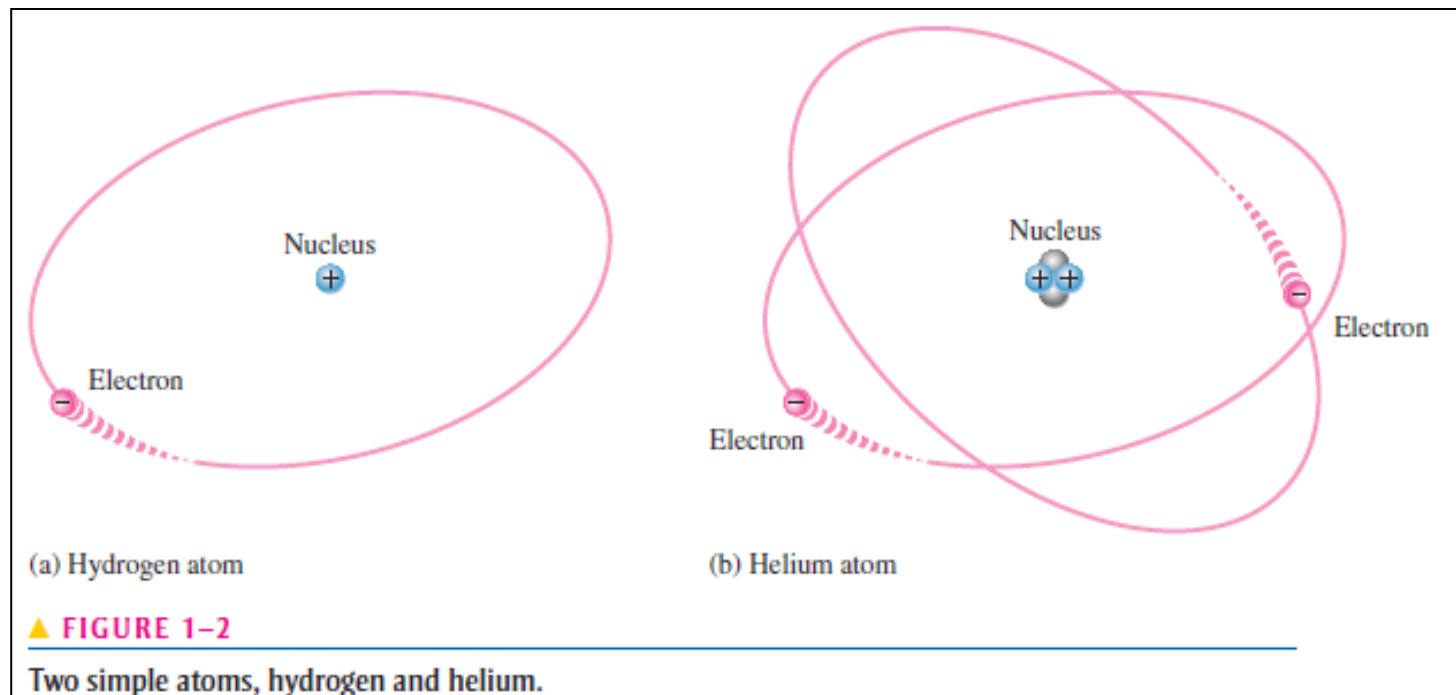 Nucleus
+
Electron
−
(a) Hydrogen atom
Nucleus
+ +
−
Electron
−
Electron
(b) Helium atom
▲ FIGURE 1–2
Two simple atoms, hydrogen and helium.